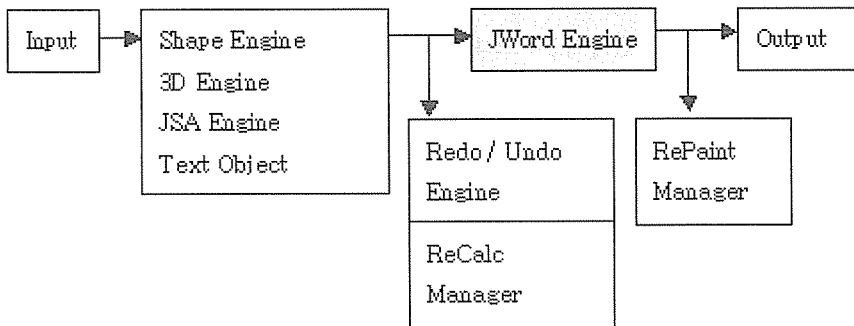 Input
Shape Engine
3D Engine
JSA Engine
Text Object
JWord Engine
Output
Redo / Undo
Engine
ReCalc
Manager
RePaint
Manager